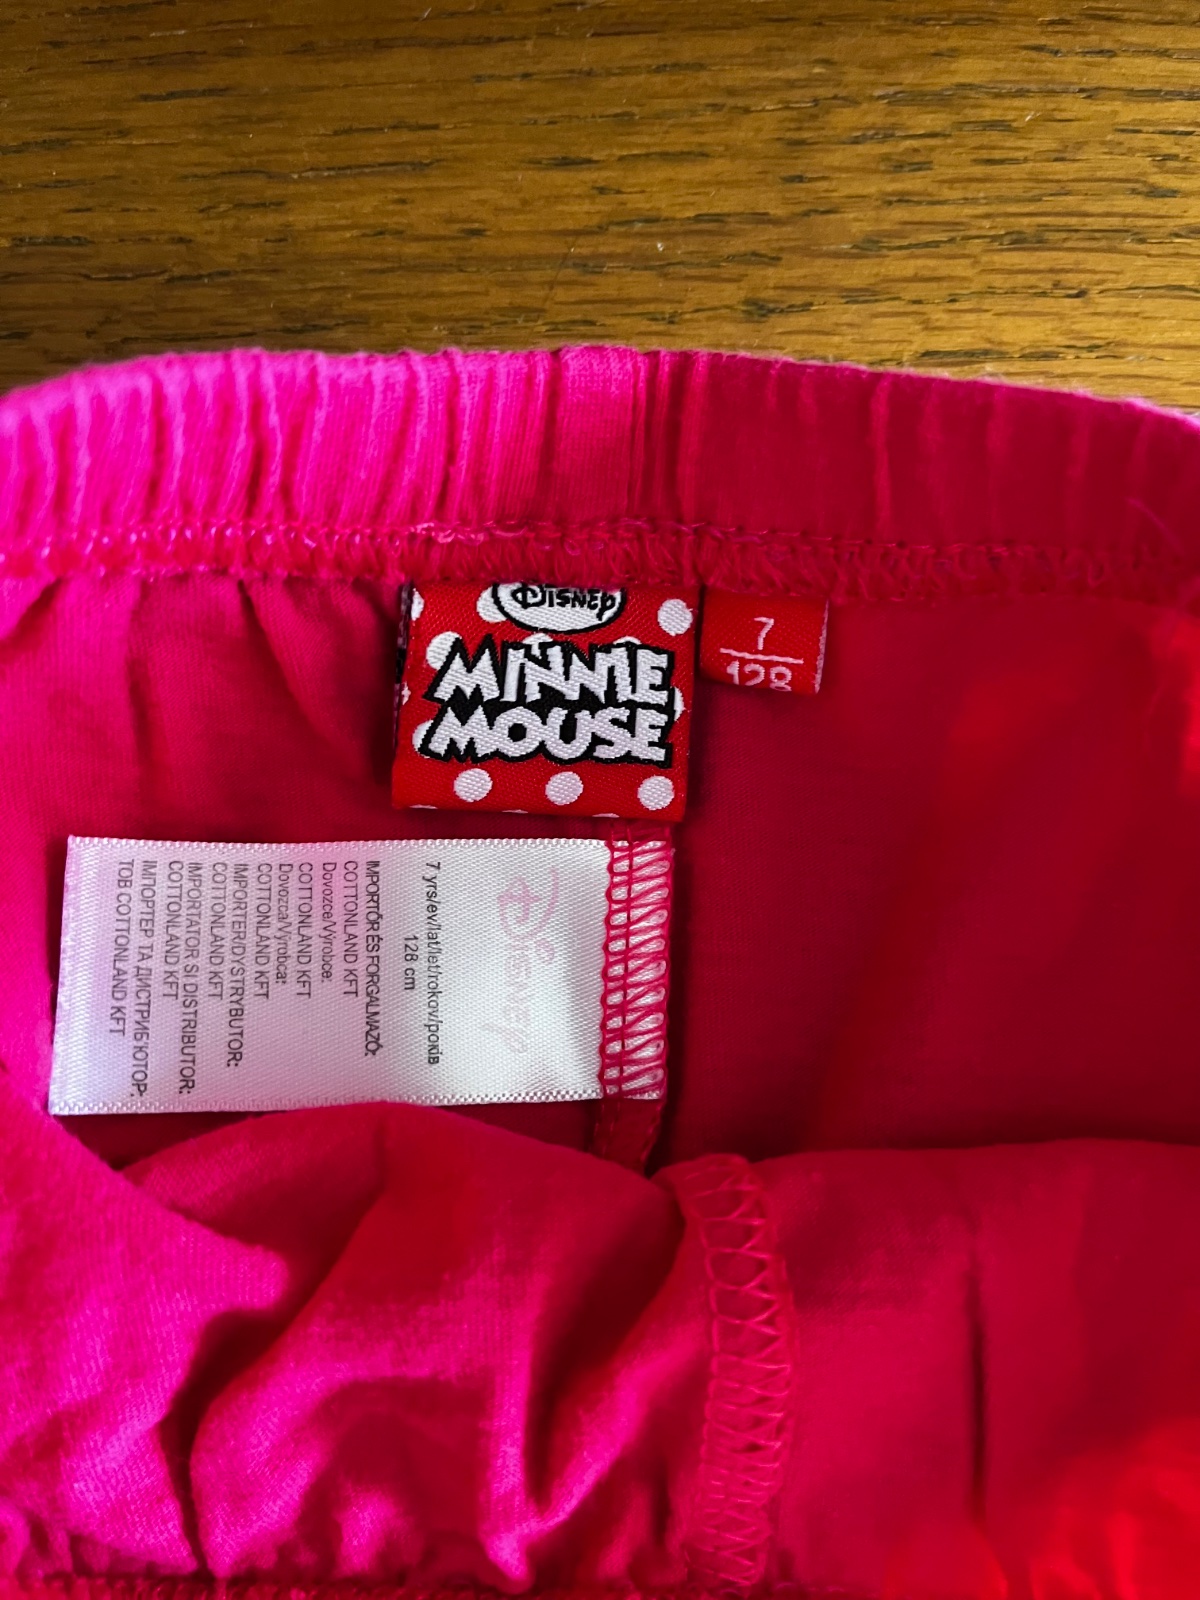 Disney
MINNIE
MOUSE
7
128
Disney
7 yrs/ev/lat/let/rokov/років
128 cm
IMPORTŐR ÉS FORGALMAZÓ:
COTTONLAND KFT
Dovozce/Výrobce:
COTTONLAND KFT
Dovozca/Výrobca:
COTTONLAND KFT
IMPORTER/DYSTRYBUTOR:
COTTONLAND KFT
IMPORTATOR SI DISTRIBUTOR:
COTTONLAND KFT
ІМПОРТЕР ТА ДИСТРИБ'ЮТОР:
ТОВ COTTONLAND KFT